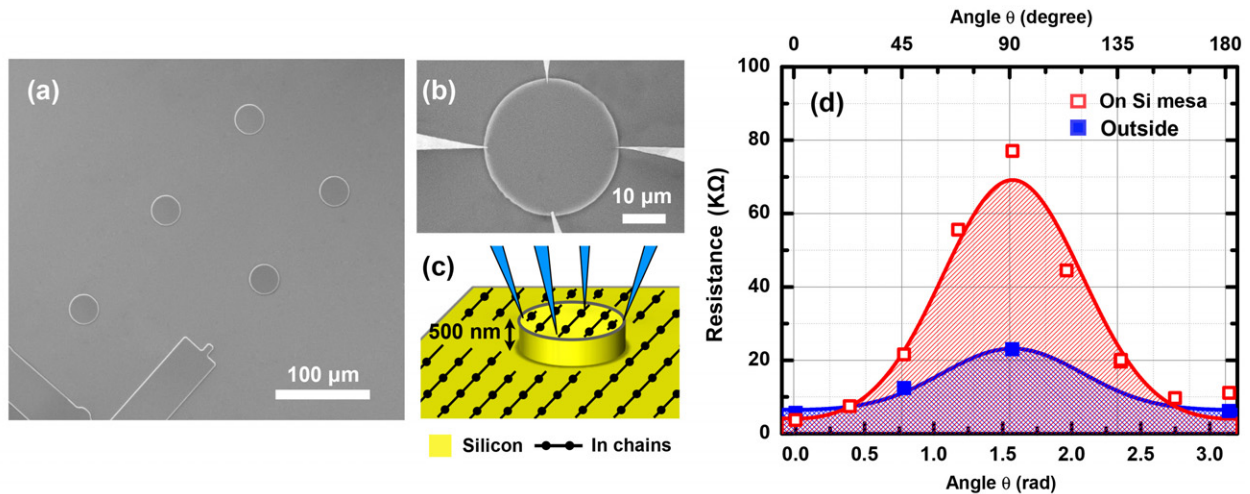 (a)
100 µm
(b)
10 µm
(c)
500 nm
Silicon
In chains
Angle θ (degree)
0 45 90 135 180
(d)
On Si mesa
Outside
Resistance (KΩ)
100
80
60
40
20
0
0.0 0.5 1.0 1.5 2.0 2.5 3.0
Angle θ (rad)